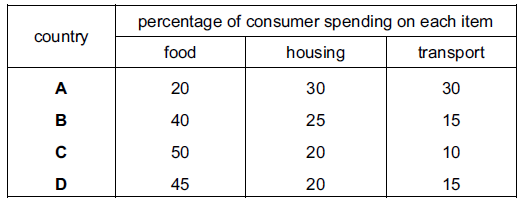 country percentage of consumer spending on each item
food housing transport
A 20 30 30
B 40 25 15
C 50 20 10
D 45 20 15